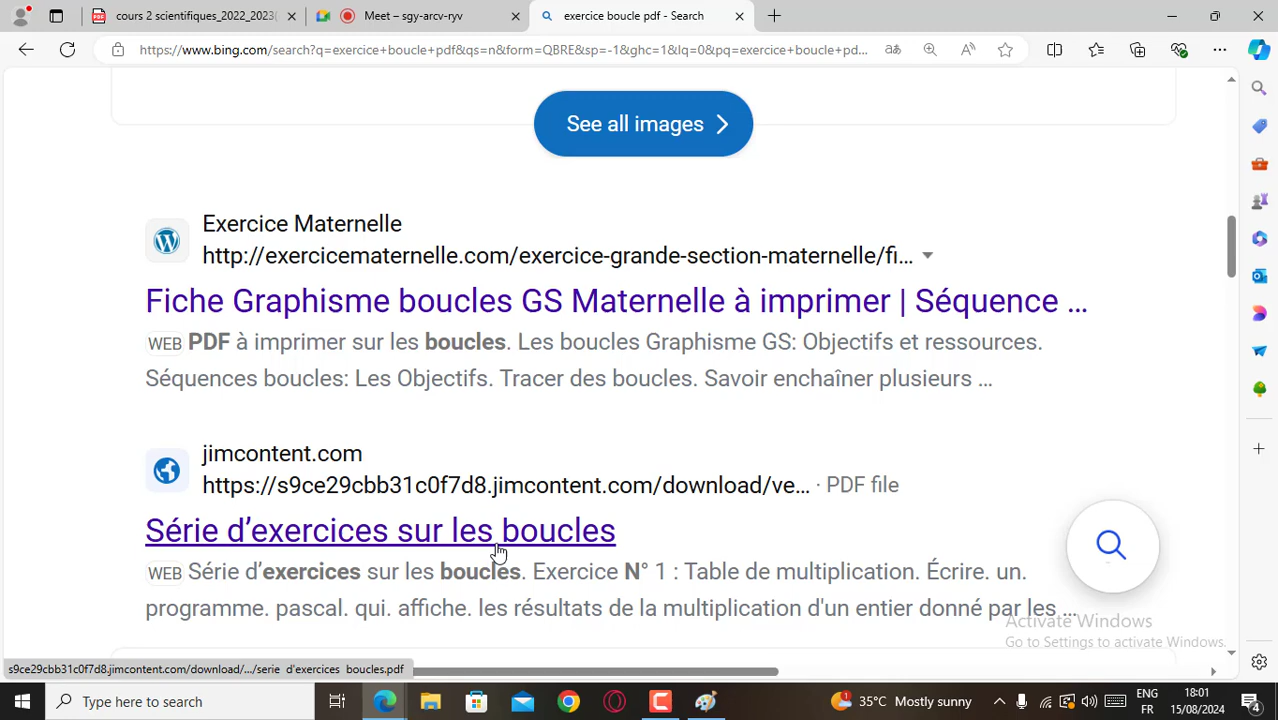 cours 2 scientifiques_2022_2023(
Meet – sgy-arcv-ryv
exercice boucle pdf - Search
https://www.bing.com/search?q=exercice+boucle+pdf&qs=n&form=QBRE&sp=-1&ghc=1&lq=0&pq=exercice+boucle+pd...
See all images
Exercice Maternelle
http://exercicematernelle.com/exercice-grande-section-maternelle/fi...
Fiche Graphisme boucles GS Maternelle à imprimer | Séquence ...
WEB PDF à imprimer sur les boucles. Les boucles Graphisme GS: Objectifs et ressources.
Séquences boucles: Les Objectifs. Tracer des boucles. Savoir enchaîner plusieurs ...
jimcontent.com
https://s9ce29cbb31c0f7d8.jimcontent.com/download/ve... · PDF file
Série d’exercices sur les boucles
WEB Série d’exercices sur les boucles. Exercice N° 1 : Table de multiplication. Écrire. un.
programme. pascal. qui. affiche. les résultats de la multiplication d'un entier donné par les ...
Activate Windows
Go to Settings to activate Windows.
s9ce29cbb31c0f7d8.jimcontent.com/download/.../serie d'exercices boucles.pdf
Type here to search
35°C Mostly sunny
ENG
FR
18:01
15/08/2024
4